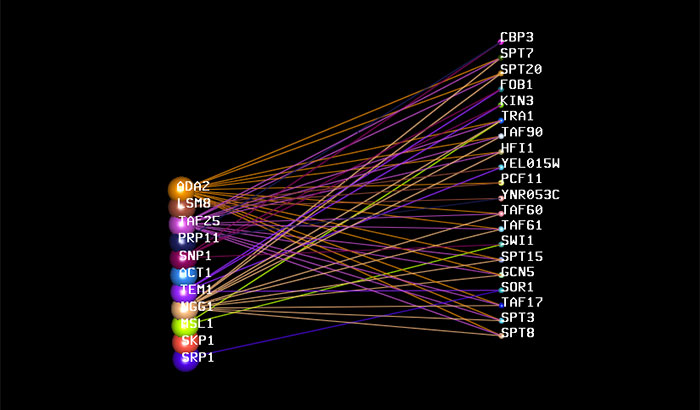 ADA2
LSM8
TAF25
PRP11
SNP1
ACT1
TEM1
NGG1
USL1
SKP1
SRP1
CBP3
SPT7
SPT20
FOB1
KIN3
TRA1
TAF90
HFI1
YEL015W
PCF11
YNR053C
TAF60
TAF61
SWI1
SPT15
GCN5
SOR1
TAF17
SPT3
SPT8